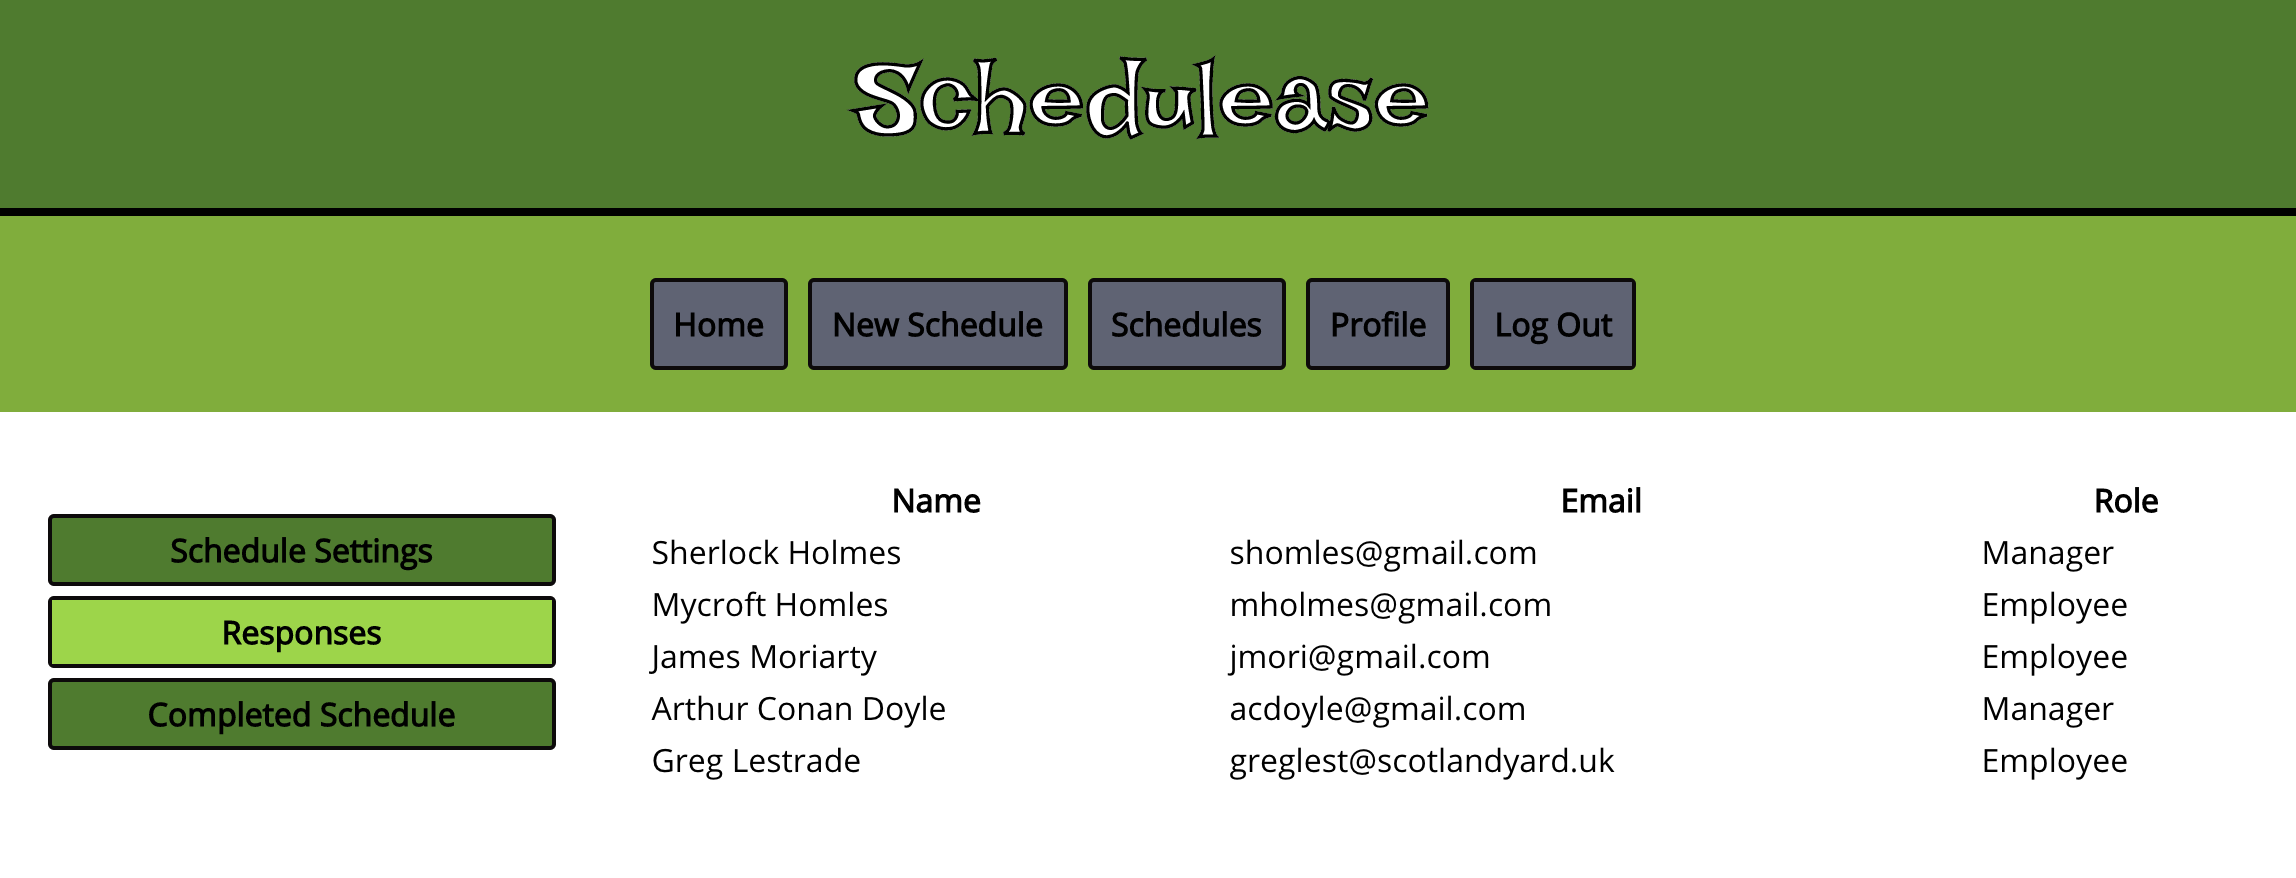 Schedulease
Home New Schedule Schedules Profile Log Out
Schedule Settings
Responses
Completed Schedule
Name Email Role
Sherlock Holmes shomles@gmail.com Manager
Mycroft Homles mholmes@gmail.com Employee
James Moriarty jmori@gmail.com Employee
Arthur Conan Doyle acdoyle@gmail.com Manager
Greg Lestrade greglest@scotlandyard.uk Employee